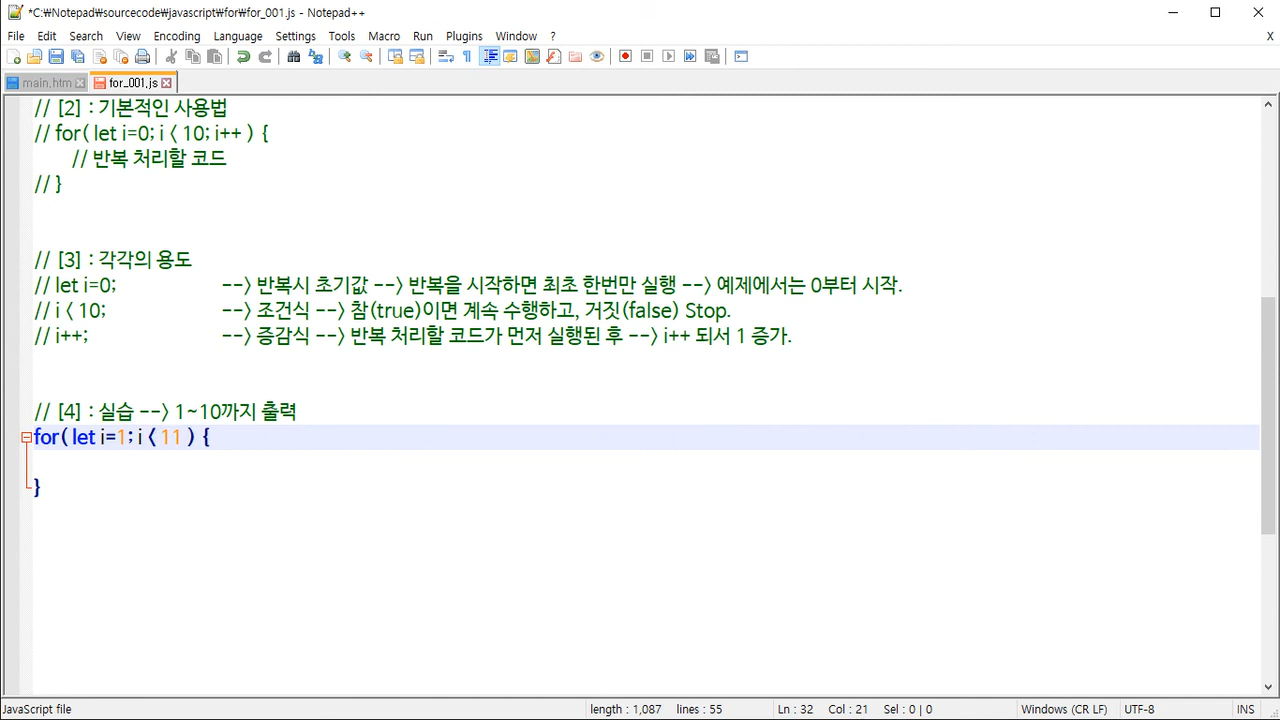 *C:₩Notepad₩sourcecode₩javascript₩for₩for_001.js - Notepad++
File Edit Search View Encoding Language Settings Tools Macro Run Plugins Window ? X
main.htm for_001.js
// [2] : 기본적인 사용법
// for( let i=0; i < 10; i++ ) {
// 반복 처리할 코드
// }
// [3] : 각각의 용도
// let i=0; --> 반복시 초기값 --> 반복을 시작하면 최초 한번만 실행 --> 예제에서는 0부터 시작.
// i < 10; --> 조건식 --> 참(true)이면 계속 수행하고, 거짓(false) Stop.
// i++; --> 증감식 --> 반복 처리할 코드가 먼저 실행된 후 --> i++ 되서 1 증가.
// [4] : 실습 --> 1~10까지 출력
for( let i=1; i < 11 ) {
}
JavaScript file length : 1,087 lines : 55 Ln : 32 Col : 21 Sel : 0 | 0 Windows (CR LF) UTF-8 INS